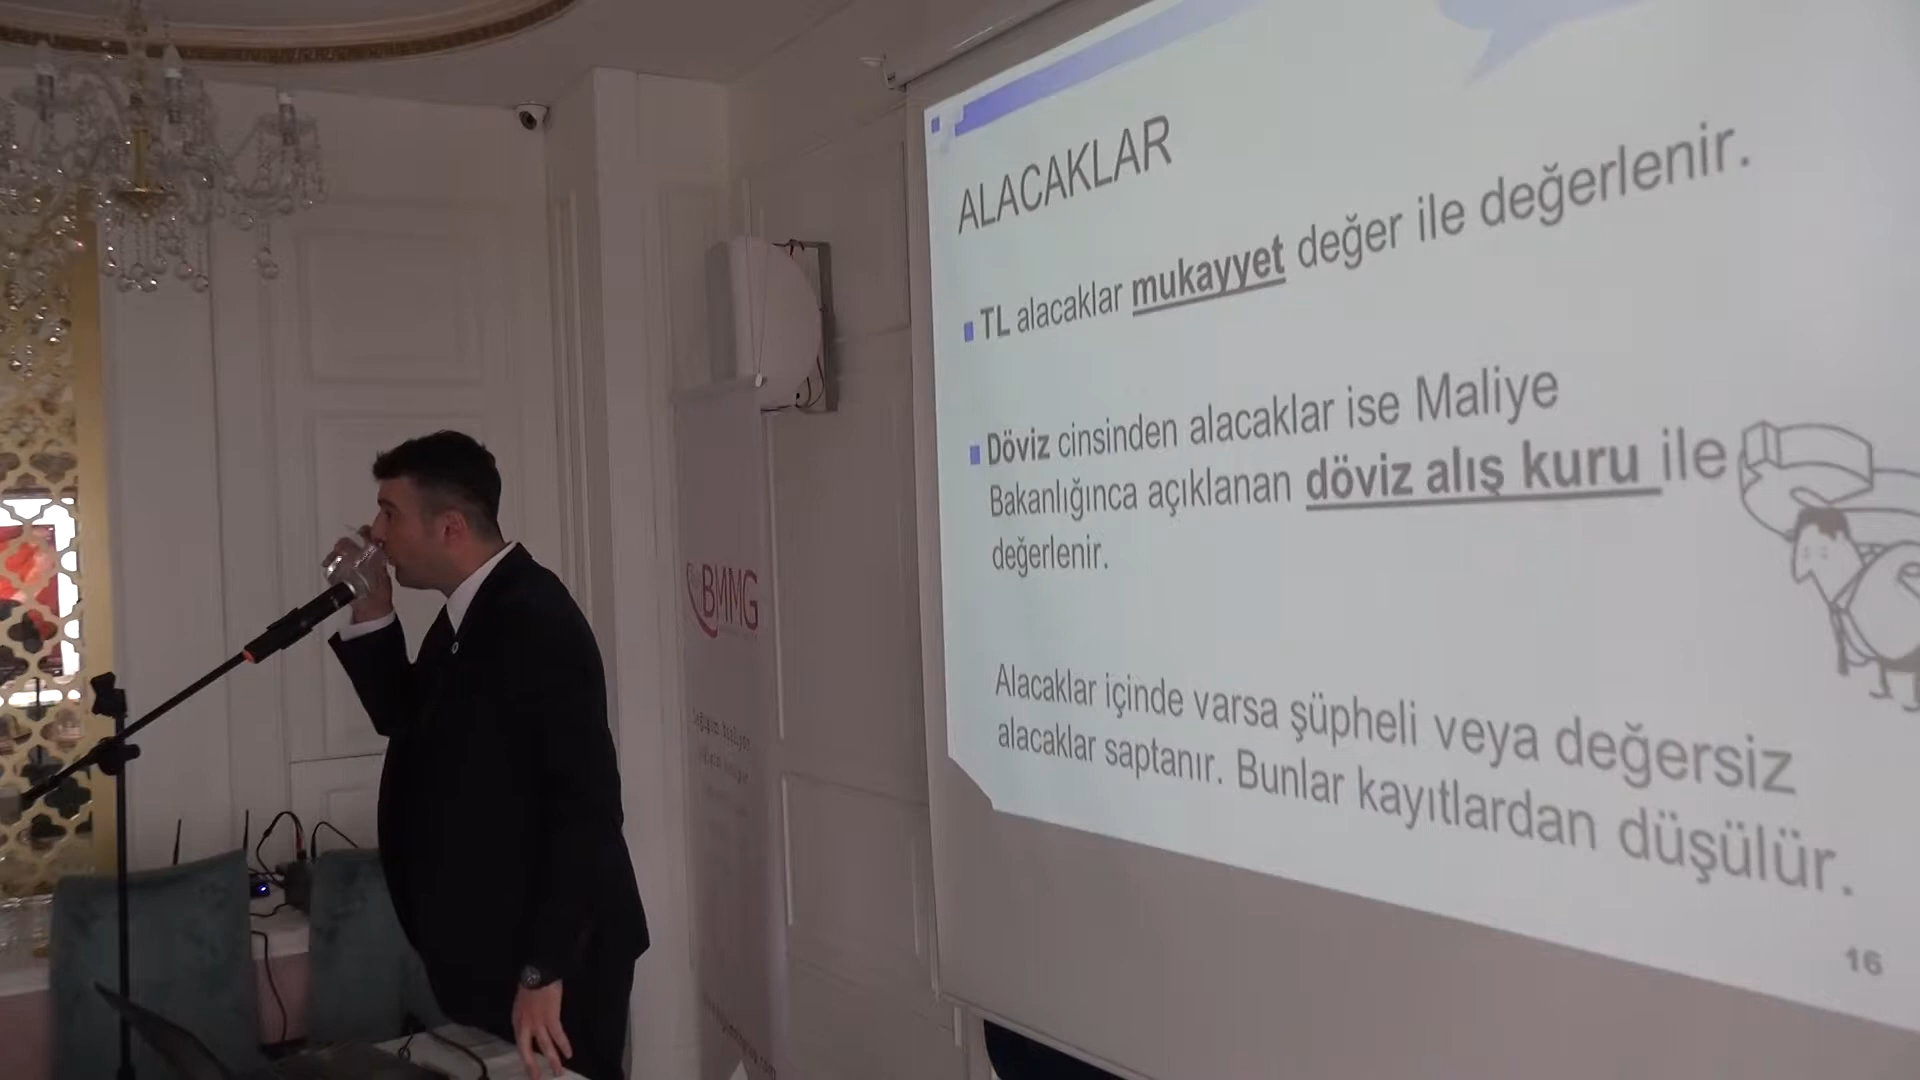 ALACAKLAR
TL alacaklar mukayyet değer ile değerlenir.
Döviz cinsinden alacaklar ise Maliye
Bakanlığınca açıklanan döviz alış kuru ile
değerlenir.
Alacaklar içinde varsa şüpheli veya değersiz
alacaklar saptanır. Bunlar kayıtlardan düşülür.
16
BMMG